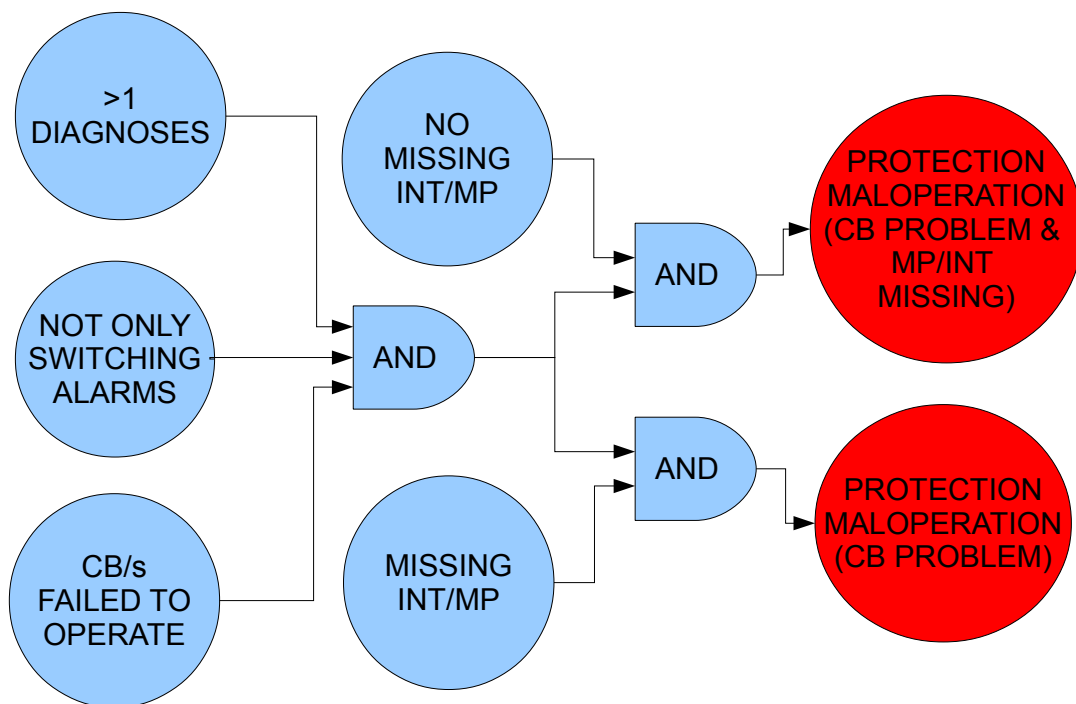 >1
DIAGNOSES
NOT ONLY
SWITCHING
ALARMS
CB/s
FAILED TO
OPERATE
AND
NO
MISSING
INT/MP
MISSING
INT/MP
AND
AND
PROTECTION
MALOPERATION
(CB PROBLEM &
MP/INT
MISSING)
PROTECTION
MALOPERATION
(CB PROBLEM)